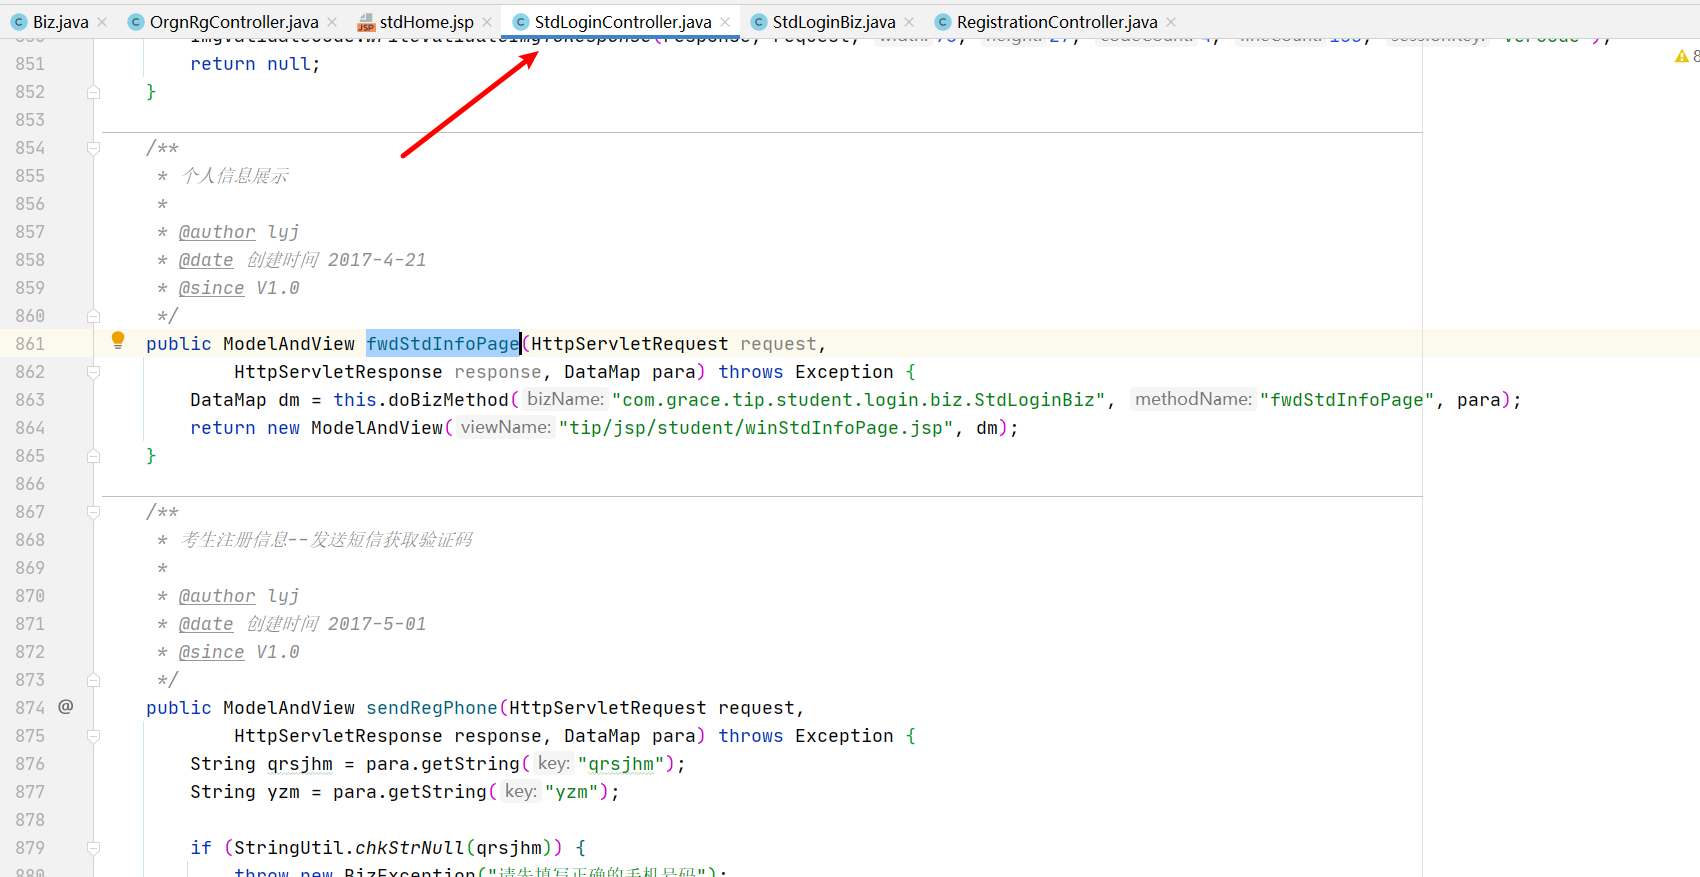 Biz.java OrgnRgController.java stdHome.jsp StdLoginController.java StdLoginBiz.java RegistrationController.java
851 return null;
852 }
853
854 /**
855 * 个人信息展示
856 *
857 * @author lyj
858 * @date 创建时间 2017-4-21
859 * @since V1.0
860 */
861 public ModelAndView fwdStdInfoPage(HttpServletRequest request,
862 HttpServletResponse response, DataMap para) throws Exception {
863 DataMap dm = this.doBizMethod( bizName: "com.grace.tip.student.login.biz.StdLoginBiz", methodName: "fwdStdInfoPage", para);
864 return new ModelAndView( viewName: "tip/jsp/student/winStdInfoPage.jsp", dm);
865 }
866
867 /**
868 * 考生注册信息--发送短信获取验证码
869 *
870 * @author lyj
871 * @date 创建时间 2017-5-01
872 * @since V1.0
873 */
874 @ public ModelAndView sendRegPhone(HttpServletRequest request,
875 HttpServletResponse response, DataMap para) throws Exception {
876 String qrsjhm = para.getString( key: "qrsjhm");
877 String yzm = para.getString( key: "yzm");
878
879 if (StringUtil.chkStrNull(qrsjhm)) {
880 throw new BizException("请先填写正确的手机号码");